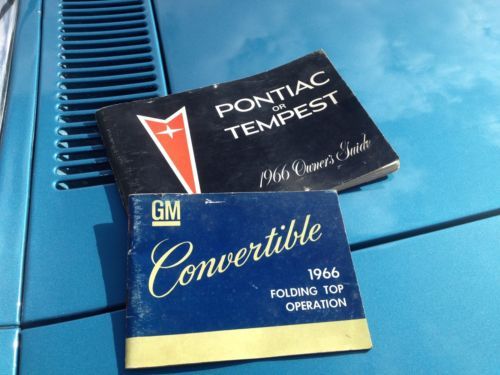 PONTIAC
OR
TEMPEST
1966 Owner's Guide
GM
Convertible
1966
FOLDING TOP
OPERATION